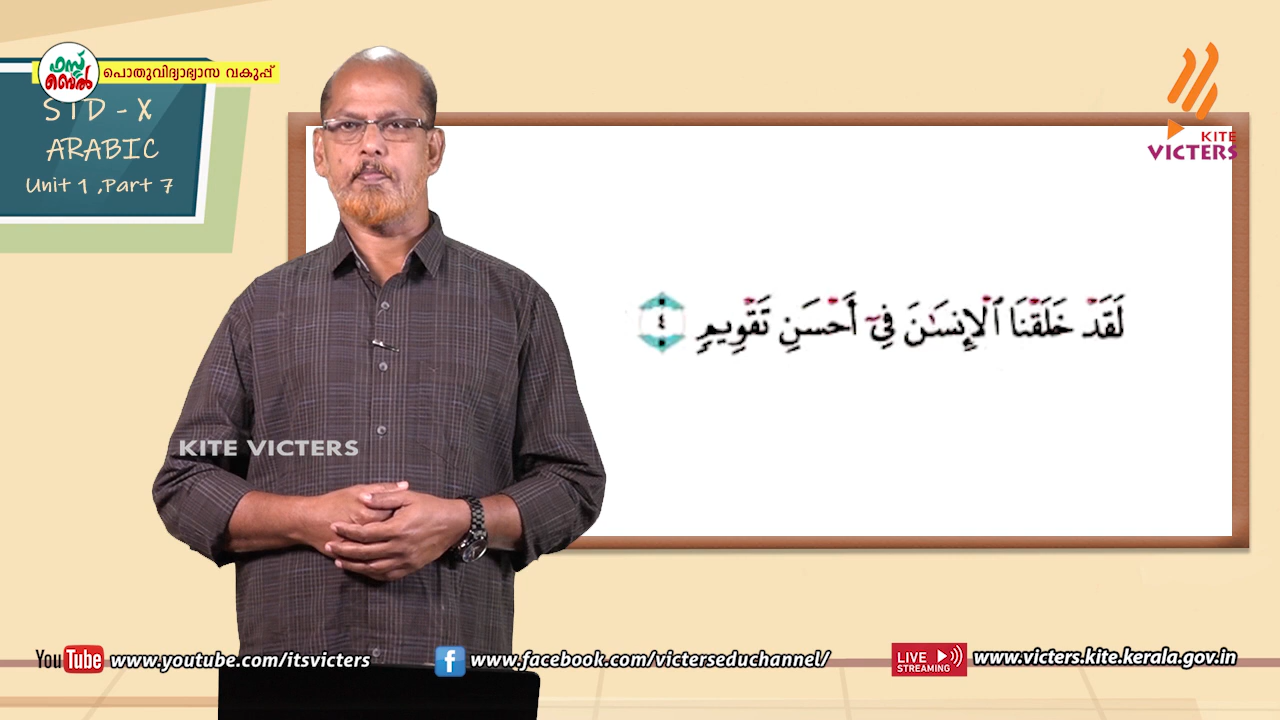 ഫസ്റ്റ് ബെൽ
പൊതുവിദ്യാഭ്യാസ വകുപ്പ്
STD - X
ARABIC
Unit 1 ,Part 7
KITE
VICTERS
لَقَدْ خَلَقْنَا ٱلْإِنسَٰنَ فِىٓ أَحْسَنِ تَقْوِيمٍ ٤
KITE VICTERS
YouTube www.youtube.com/itsvicters
f www.facebook.com/victerseduchannel/
LIVE STREAMING www.victers.kite.kerala.gov.in